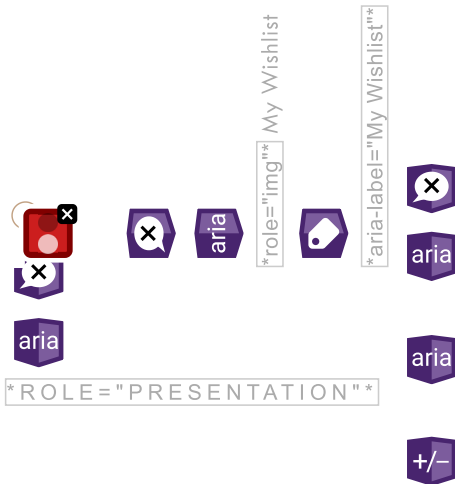 My Wishlist
*role="img"*
*aria-label="My Wishlist"*
aria
aria
aria
aria
*ROLE="PRESENTATION"*
+/−